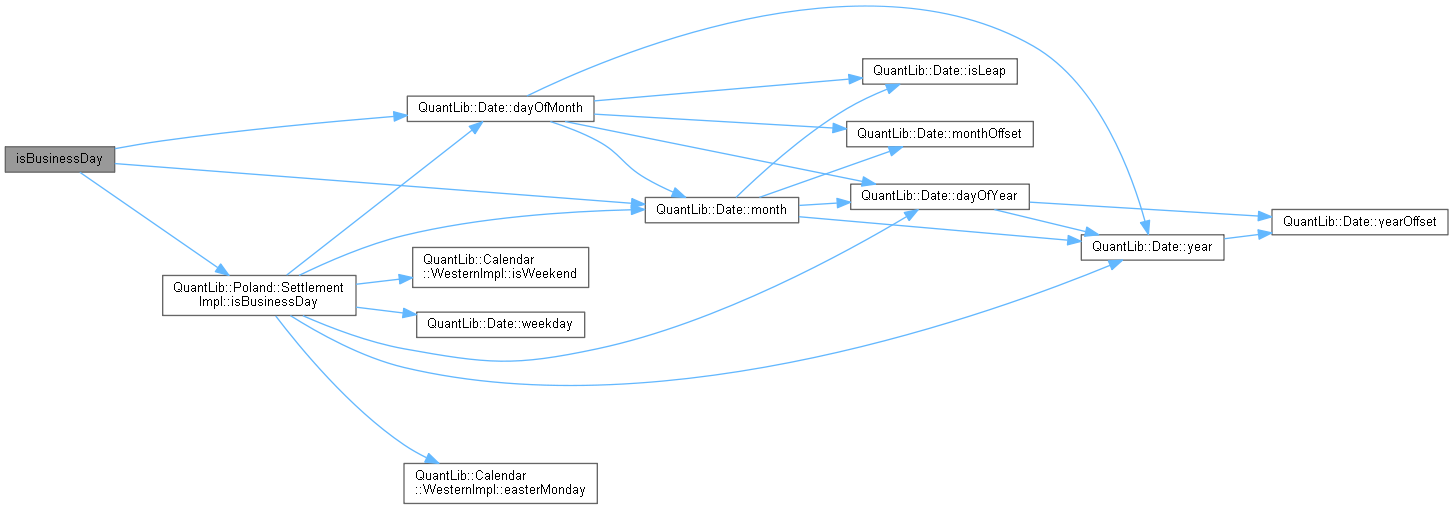 isBusinessDay
QuantLib::Date::dayOfMonth
QuantLib::Date::isLeap
QuantLib::Date::monthOffset
QuantLib::Date::month
QuantLib::Date::dayOfYear
QuantLib::Date::year
QuantLib::Date::yearOffset
QuantLib::Poland::Settlement
Impl::isBusinessDay
QuantLib::Calendar
::WesternImpl::isWeekend
QuantLib::Date::weekday
QuantLib::Calendar
::WesternImpl::easterMonday